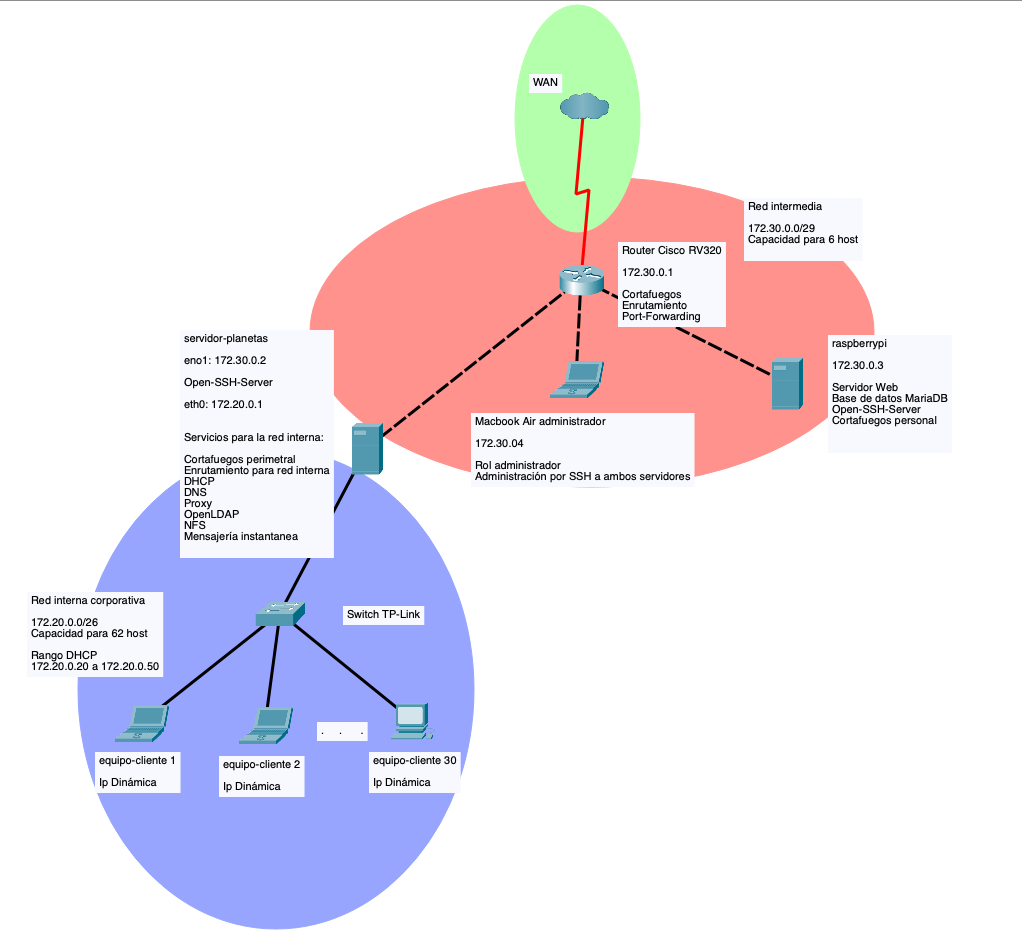 WAN
Red intermedia
172.30.0.0/29
Capacidad para 6 host
Router Cisco RV320
172.30.0.1
Cortafuegos
Enrutamiento
Port-Forwarding
servidor-planetas
eno1: 172.30.0.2
Open-SSH-Server
eth0: 172.20.0.1
Servicios para la red interna:
Cortafuegos perimetral
Enrutamiento para red interna
DHCP
DNS
Proxy
OpenLDAP
NFS
Mensajería instantanea
raspberrypi
172.30.0.3
Servidor Web
Base de datos MariaDB
Open-SSH-Server
Cortafuegos personal
Macbook Air administrador
172.30.04
Rol administrador
Administración por SSH a ambos servidores
Red interna corporativa
172.20.0.0/26
Capacidad para 62 host
Rango DHCP
172.20.0.20 a 172.20.0.50
Switch TP-Link
. . .
equipo-cliente 1
Ip Dinámica
equipo-cliente 2
Ip Dinámica
equipo-cliente 30
Ip Dinámica